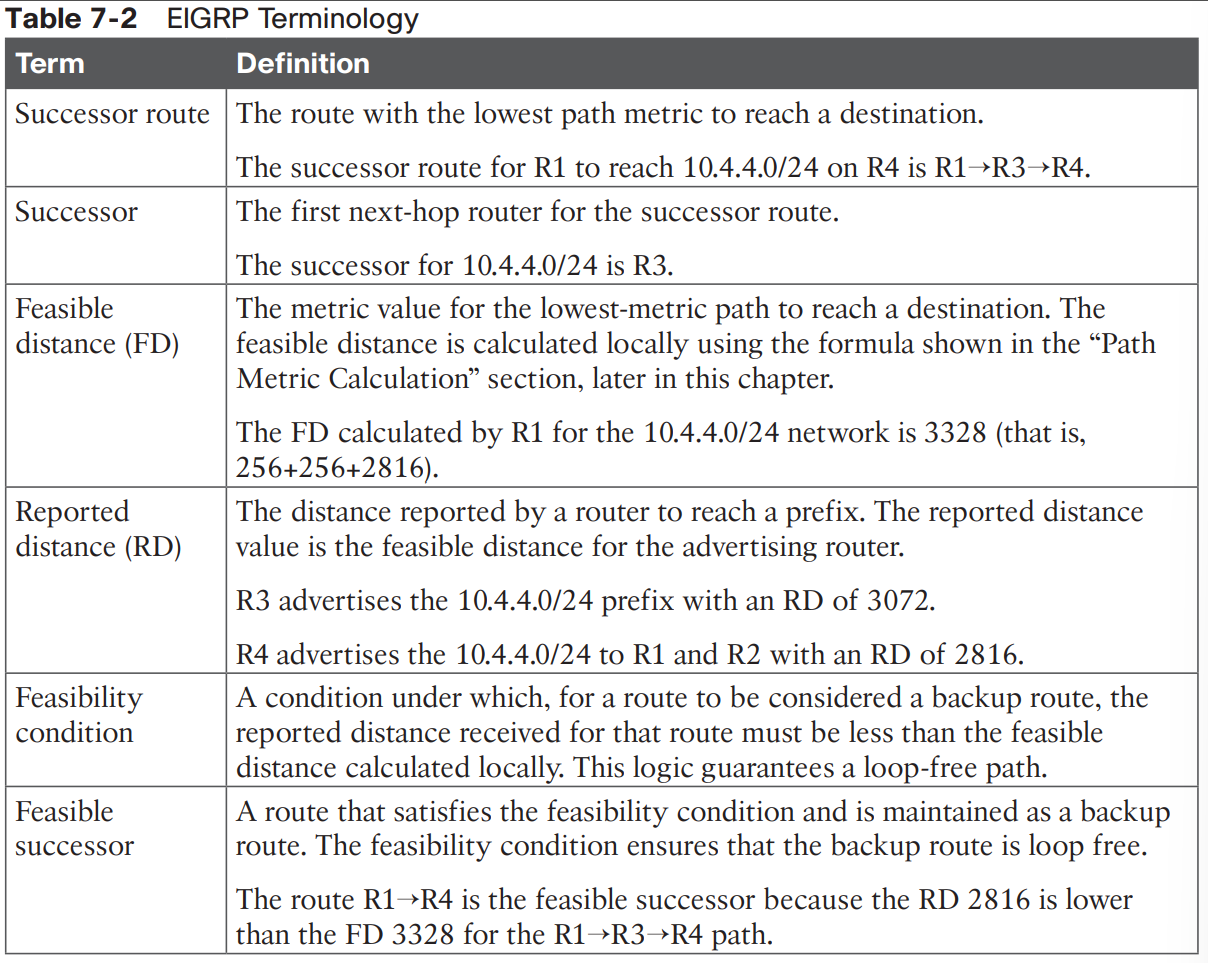 Table 7-2 EIGRP Terminology
Term Definition
Successor route The route with the lowest path metric to reach a destination.
The successor route for R1 to reach 10.4.4.0/24 on R4 is R1→R3→R4.
Successor The first next-hop router for the successor route.
The successor for 10.4.4.0/24 is R3.
Feasible
distance (FD)
The metric value for the lowest-metric path to reach a destination. The
feasible distance is calculated locally using the formula shown in the “Path
Metric Calculation” section, later in this chapter.
The FD calculated by R1 for the 10.4.4.0/24 network is 3328 (that is,
256+256+2816).
Reported
distance (RD)
The distance reported by a router to reach a prefix. The reported distance
value is the feasible distance for the advertising router.
R3 advertises the 10.4.4.0/24 prefix with an RD of 3072.
R4 advertises the 10.4.4.0/24 to R1 and R2 with an RD of 2816.
Feasibility
condition
A condition under which, for a route to be considered a backup route, the
reported distance received for that route must be less than the feasible
distance calculated locally. This logic guarantees a loop-free path.
Feasible
successor
A route that satisfies the feasibility condition and is maintained as a backup
route. The feasibility condition ensures that the backup route is loop free.
The route R1→R4 is the feasible successor because the RD 2816 is lower
than the FD 3328 for the R1→R3→R4 path.